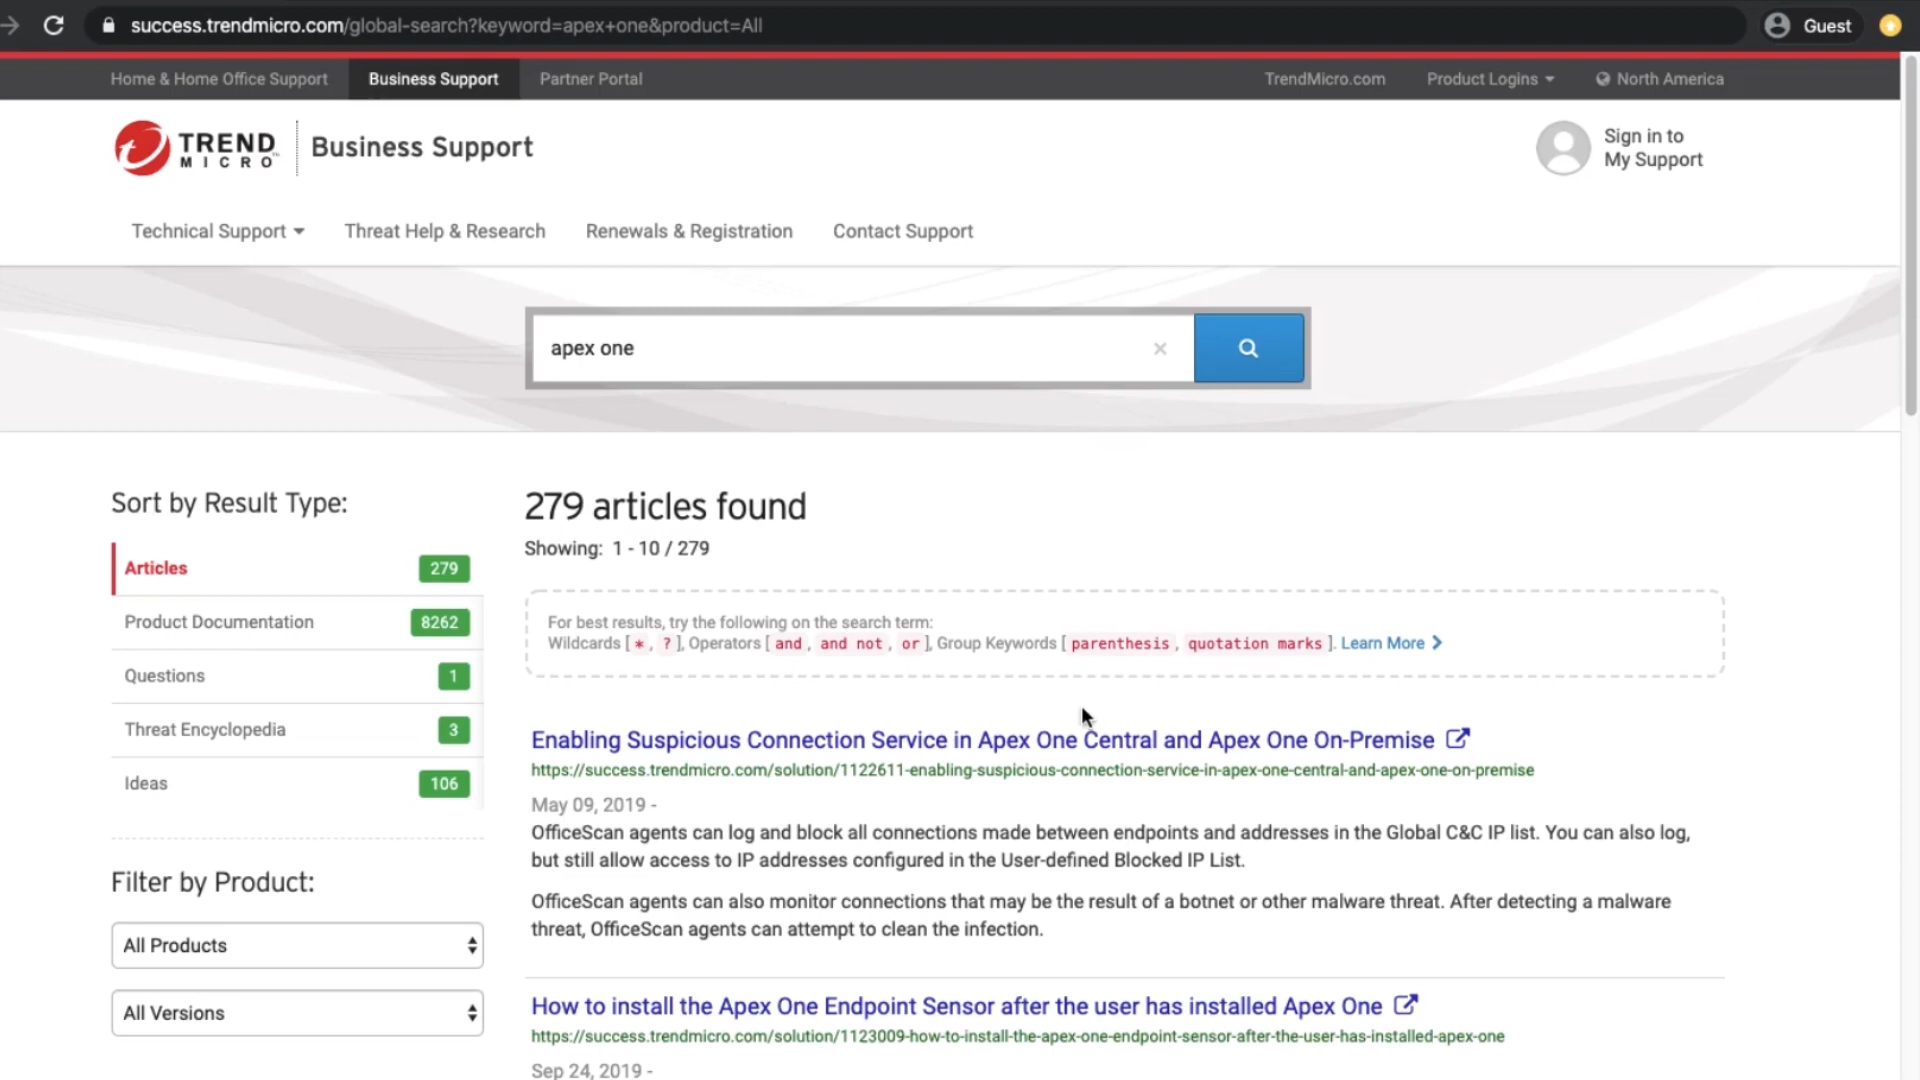 success.trendmicro.com/global-search?keyword=apex+one&product=All
Guest
Home & Home Office Support
Business Support
Partner Portal
TrendMicro.com
Product Logins
North America
TREND
MICRO
Business Support
Sign in to
My Support
Technical Support
Threat Help & Research
Renewals & Registration
Contact Support
apex one
Sort by Result Type:
Articles 279
Product Documentation 8262
Questions 1
Threat Encyclopedia 3
Ideas 106
Filter by Product:
All Products
All Versions
279 articles found
Showing: 1 - 10 / 279
For best results, try the following on the search term:
Wildcards [ * , ? ], Operators [ and , and not , or ], Group Keywords [ parenthesis , quotation marks ]. Learn More
Enabling Suspicious Connection Service in Apex One Central and Apex One On-Premise
https://success.trendmicro.com/solution/1122611-enabling-suspicious-connection-service-in-apex-one-central-and-apex-one-on-premise
May 09, 2019 -
OfficeScan agents can log and block all connections made between endpoints and addresses in the Global C&C IP list. You can also log,
but still allow access to IP addresses configured in the User-defined Blocked IP List.
OfficeScan agents can also monitor connections that may be the result of a botnet or other malware threat. After detecting a malware
threat, OfficeScan agents can attempt to clean the infection.
How to install the Apex One Endpoint Sensor after the user has installed Apex One
https://success.trendmicro.com/solution/1123009-how-to-install-the-apex-one-endpoint-sensor-after-the-user-has-installed-apex-one
Sep 24, 2019 -